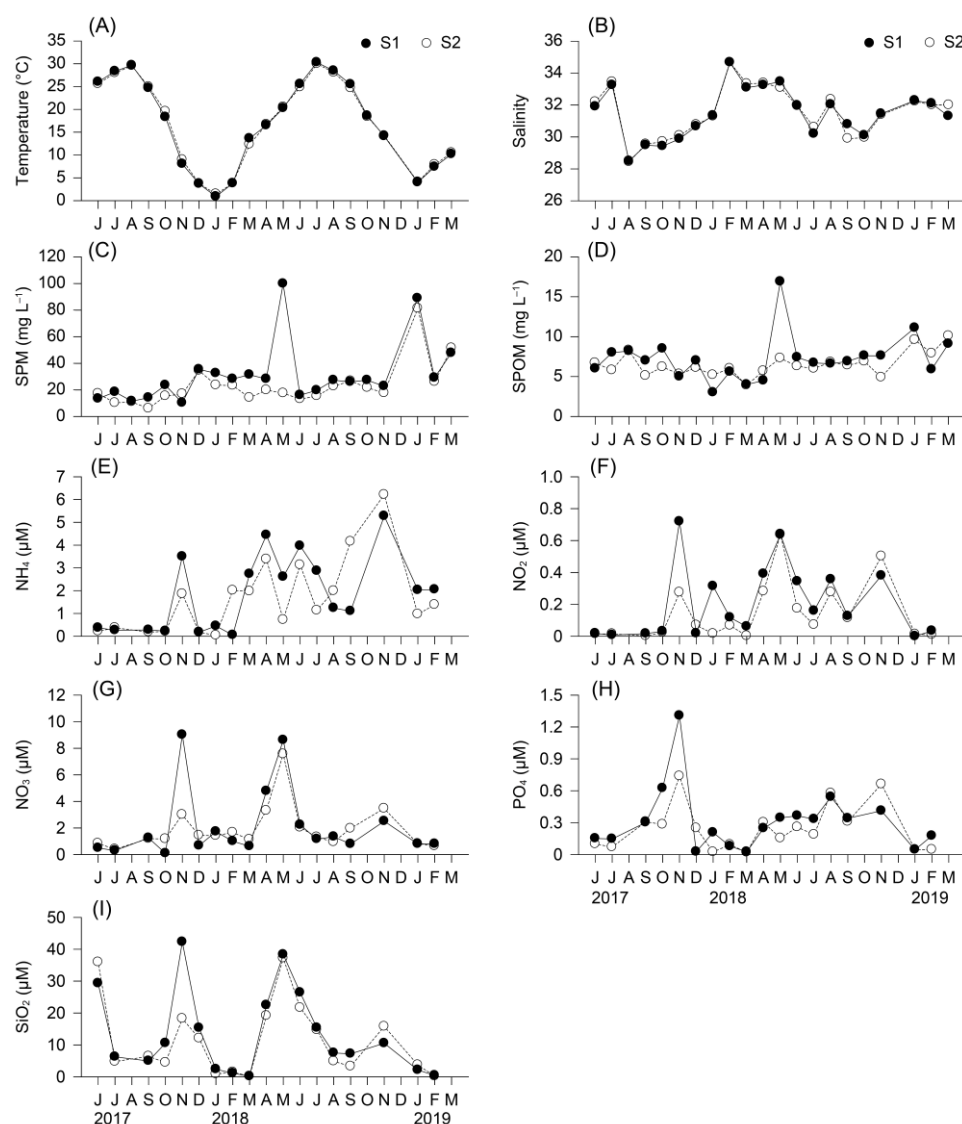 (A)
S1 S2
Temperature (°C)
35
30
25
20
15
10
5
0
J J A S O N D J F M A M J J A S O N D J F M
(B)
S1 S2
Salinity
36
34
32
30
28
26
J J A S O N D J F M A M J J A S O N D J F M
(C)
SPM (mg L⁻¹)
120
100
80
60
40
20
0
J J A S O N D J F M A M J J A S O N D J F M
(D)
SPOM (mg L⁻¹)
20
15
10
5
0
J J A S O N D J F M A M J J A S O N D J F M
(E)
NH₄ (µM)
7
6
5
4
3
2
1
0
J J A S O N D J F M A M J J A S O N D J F M
(F)
NO₂ (µM)
1.0
0.8
0.6
0.4
0.2
0
J J A S O N D J F M A M J J A S O N D J F M
(G)
NO₃ (µM)
12
10
8
6
4
2
0
J J A S O N D J F M A M J J A S O N D J F M
(H)
PO₄ (µM)
1.5
1.2
0.9
0.6
0.3
0
J J A S O N D J F M A M J J A S O N D J F M
2017 2018 2019
(I)
SiO₂ (µM)
50
40
30
20
10
0
J J A S O N D J F M A M J J A S O N D J F M
2017 2018 2019